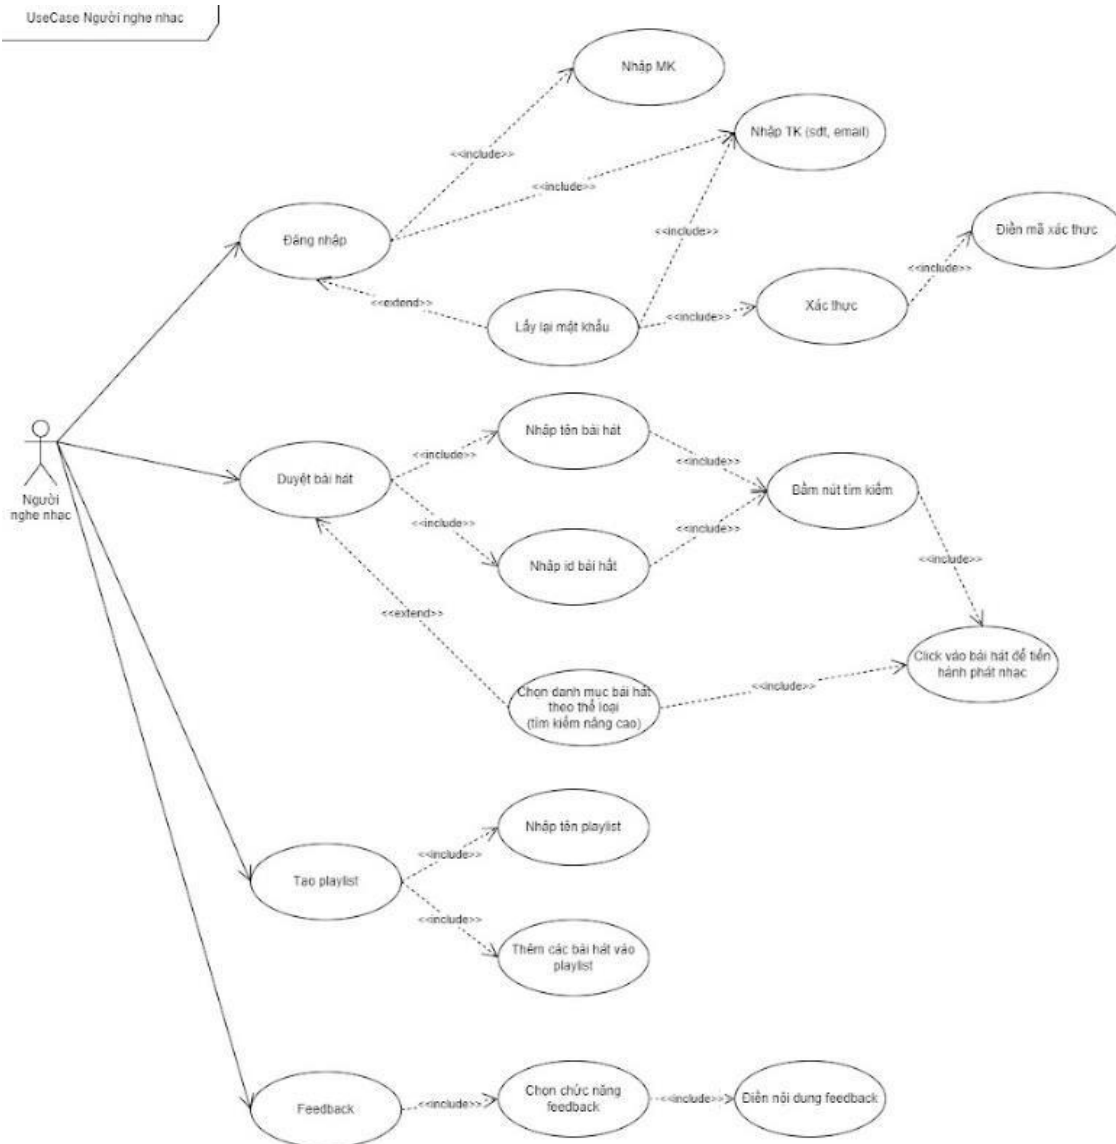 UseCase Người nghe nhạc
Nhập MK
Nhập TK (sdt, email)
<<include>>
<<include>>
Điền mã xác thực
<<include>>
Đăng nhập
<<include>>
<<extend>>
Xác thực
<<include>>
Lấy lại mật khẩu
Nhập tên bài hát
<<include>>
<<include>>
Duyệt bài hát
Bấm nút tìm kiếm
Người
nghe nhạc
<<include>>
<<include>>
Nhập id bài hát
<<include>>
<<extend>>
Click vào bài hát để tiến
hành phát nhạc
<<include>>
Chọn danh mục bài hát
theo thể loại
(tìm kiếm nâng cao)
Nhập tên playlist
<<include>>
Tạo playlist
<<include>>
Thêm các bài hát vào
playlist
Chọn chức năng
feedback
Feedback
<<include>>
<<include>>
Điền nội dung feedback